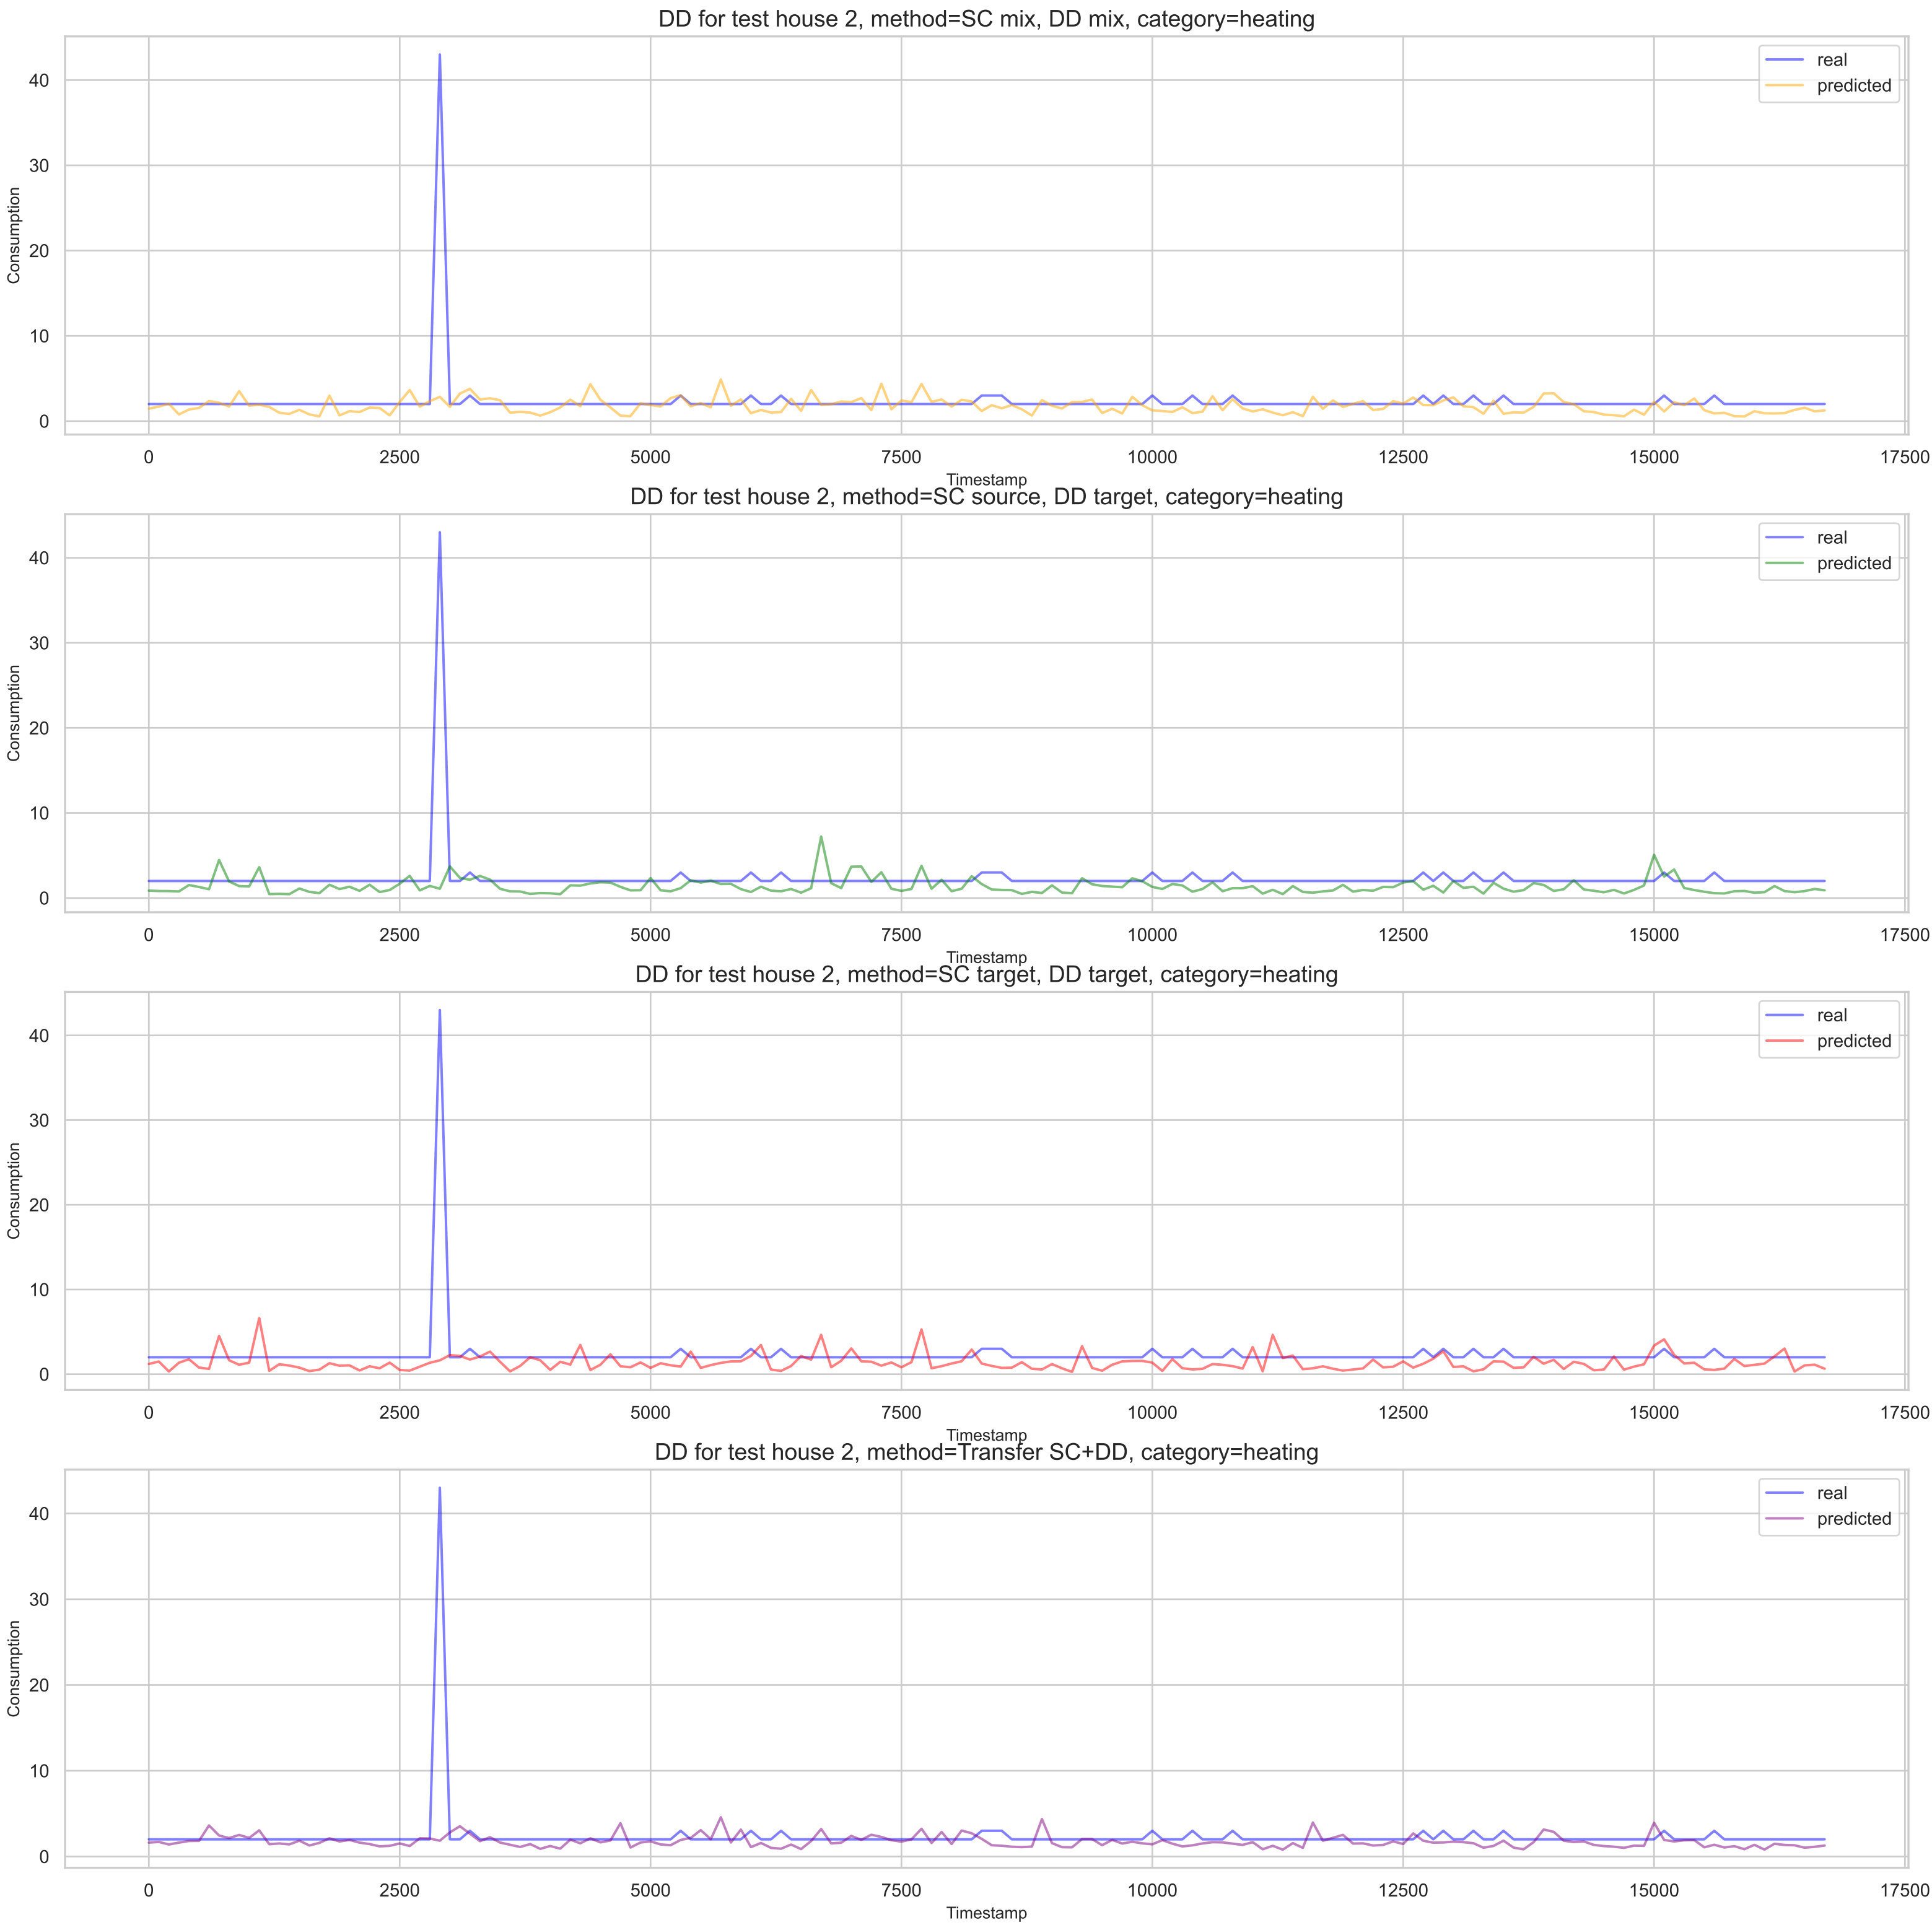 DD for test house 2, method=SC mix, DD mix, category=heating
real
predicted
Consumption
40
30
20
10
0
0 2500 5000 7500 10000 12500 15000 17500
Timestamp
DD for test house 2, method=SC source, DD target, category=heating
real
predicted
Consumption
40
30
20
10
0
0 2500 5000 7500 10000 12500 15000 17500
Timestamp
DD for test house 2, method=SC target, DD target, category=heating
real
predicted
Consumption
40
30
20
10
0
0 2500 5000 7500 10000 12500 15000 17500
Timestamp
DD for test house 2, method=Transfer SC+DD, category=heating
real
predicted
Consumption
40
30
20
10
0
0 2500 5000 7500 10000 12500 15000 17500
Timestamp